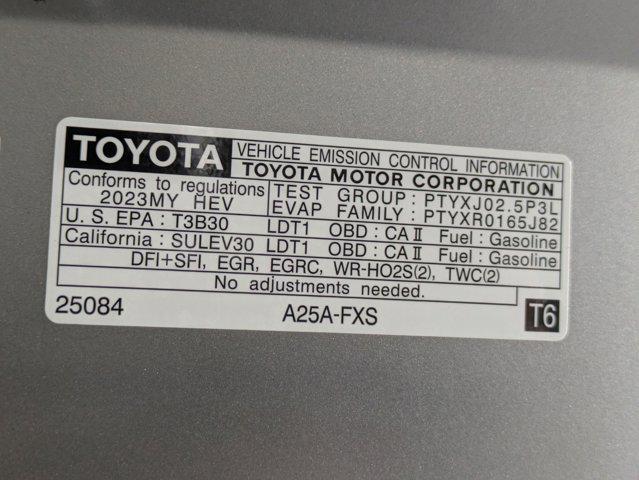 TOYOTA VEHICLE EMISSION CONTROL INFORMATION
TOYOTA MOTOR CORPORATION
Conforms to regulations TEST GROUP : PTYXJ02.5P3L
2023MY HEV EVAP FAMILY : PTYXR0165J82
U. S. EPA : T3B30 LDT1 OBD : CA II Fuel : Gasoline
California : SULEV30 LDT1 OBD : CA II Fuel : Gasoline
DFI+SFI, EGR, EGRC, WR-HO2S(2), TWC(2)
No adjustments needed.
25084 A25A-FXS T6